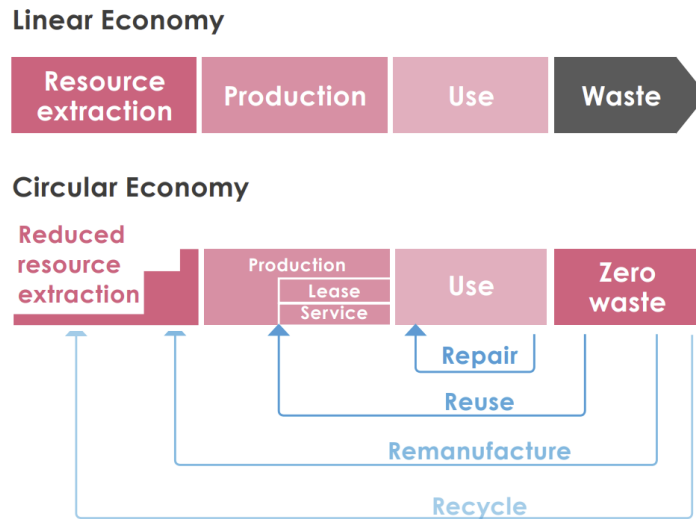 Linear Economy
Resource
extraction
Production
Use
Waste
Circular Economy
Reduced
resource
extraction
Production
Lease
Service
Use
Zero
waste
Repair
Reuse
Remanufacture
Recycle